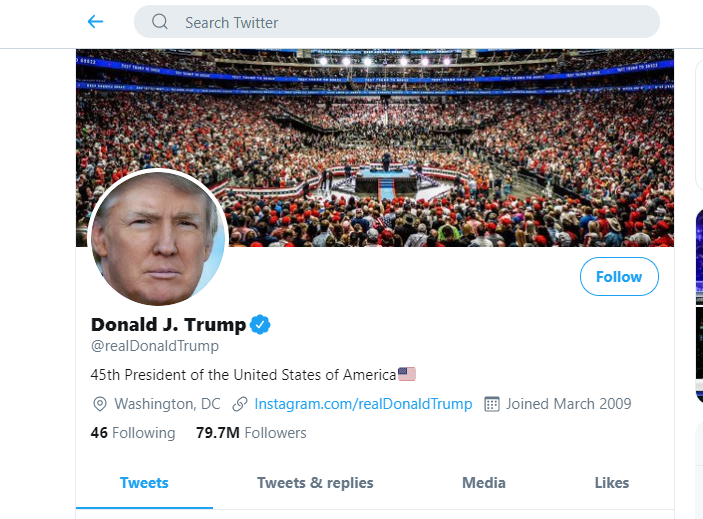 Search Twitter
Follow
Donald J. Trump
@realDonaldTrump
45th President of the United States of America🇺🇸
Washington, DC Instagram.com/realDonaldTrump Joined March 2009
46 Following 79.7M Followers
Tweets Tweets & replies Media Likes